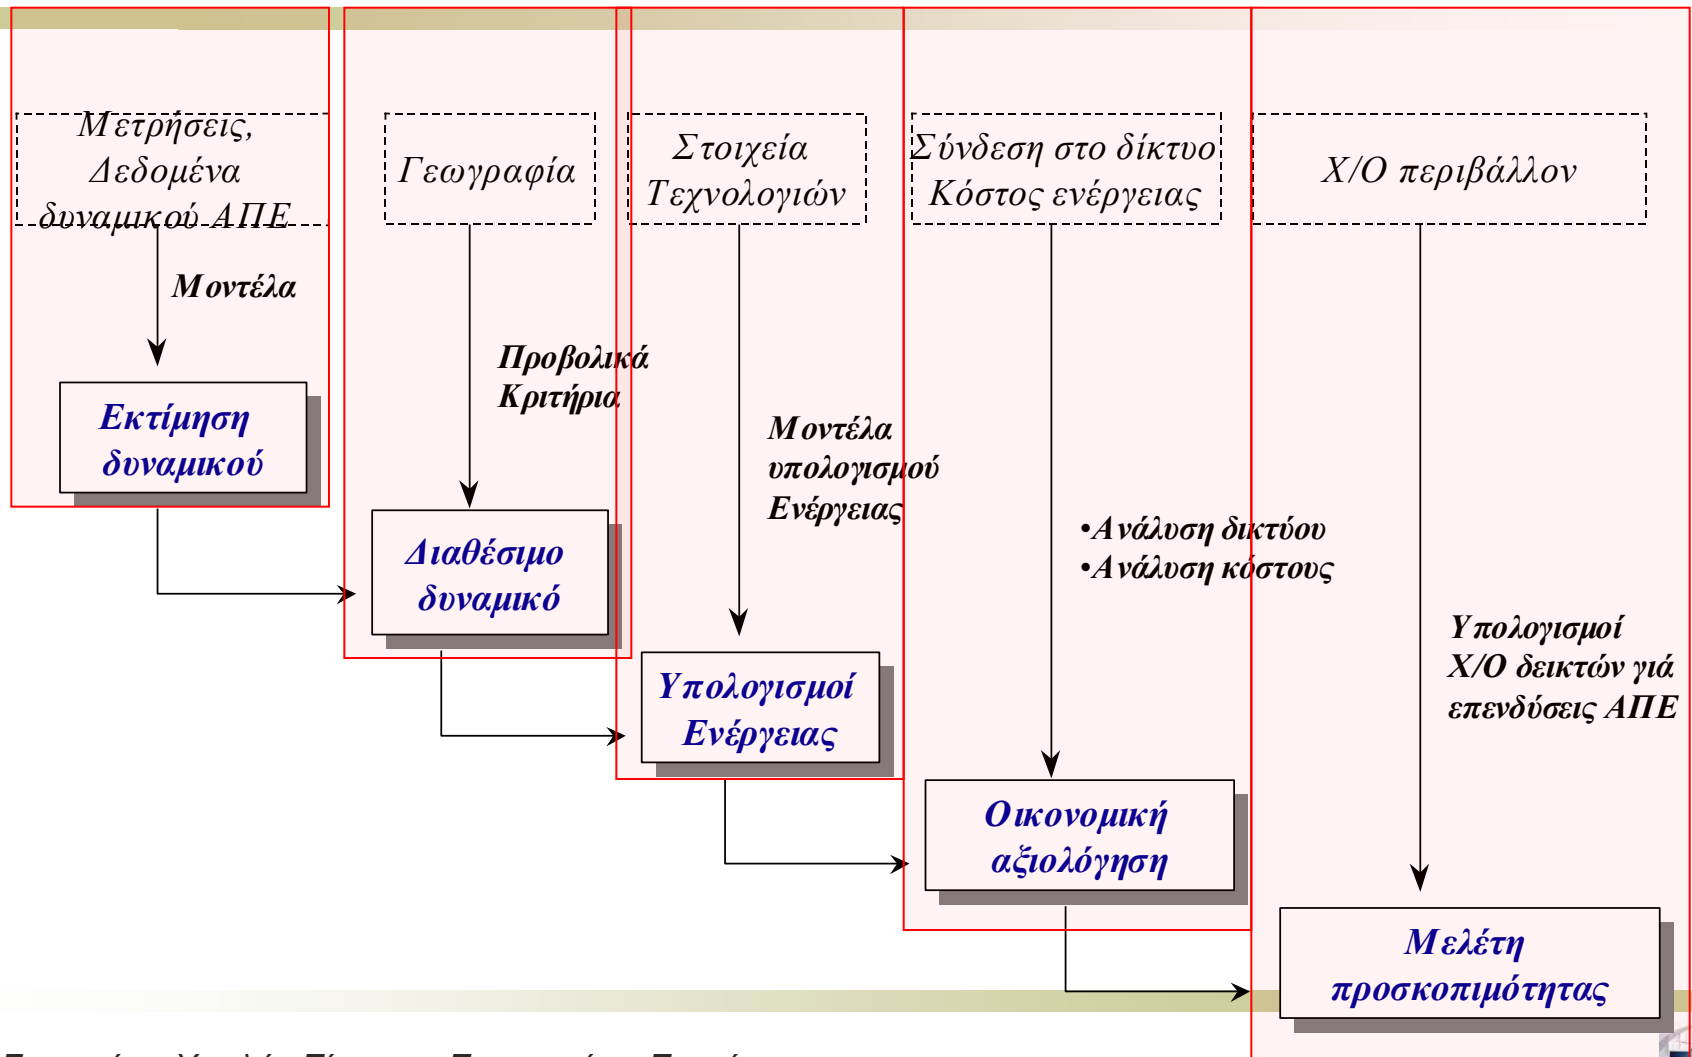 Μετρήσεις,
Δεδομένα
δυναμικού ΑΠΕ
Γεωγραφία
Στοιχεία
Τεχνολογιών
Σύνδεση στο δίκτυο
Κόστος ενέργειας
Χ/Ο περιβάλλον
Μοντέλα
Προβολικά
Κριτήρια
Μοντέλα
υπολογισμού
Ενέργειας
•Ανάλυση δικτύου
•Ανάλυση κόστους
Υπολογισμοί
Χ/Ο δεικτών γιά
επενδύσεις ΑΠΕ
Εκτίμηση
δυναμικού
Διαθέσιμο
δυναμικό
Υπολογισμοί
Ενέργειας
Οικονομική
αξιολόγηση
Μελέτη
προσκοπιμότητας